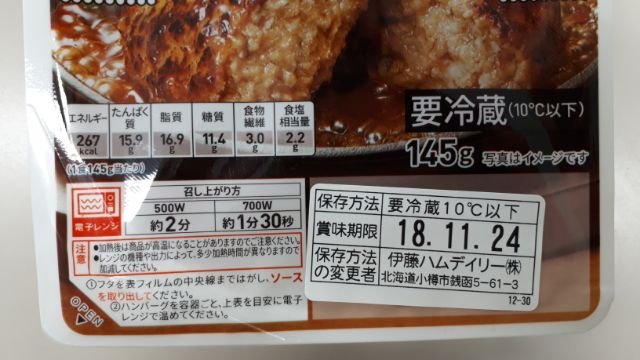 要冷蔵(10℃以下)
145g 写真はイメージです
エネルギー たんぱく質 脂質 糖質 食物繊維 食塩相当量
267kcal 15.9g 16.9g 11.4g 3.0g 2.2g
(1食145g当たり)
電子レンジ
召し上がり方
500W 700W
約2分 約1分30秒
注意
●加熱後は商品が高温になることがありますのでご注意ください。
●レンジの機種や出力によって、多少加熱時間が異なりますので
加減してください。
①フタを表フィルムの中央線まではがし、ソース
を取り出してください。
②ハンバーグを容器ごと、上表を目安に電子
レンジで温めてください。
OPEN
保存方法 要冷蔵10℃以下
賞味期限 18.11.24
保存方法の変更者 伊藤ハムデイリー(株)
北海道小樽市銭函5-61-3
12-30